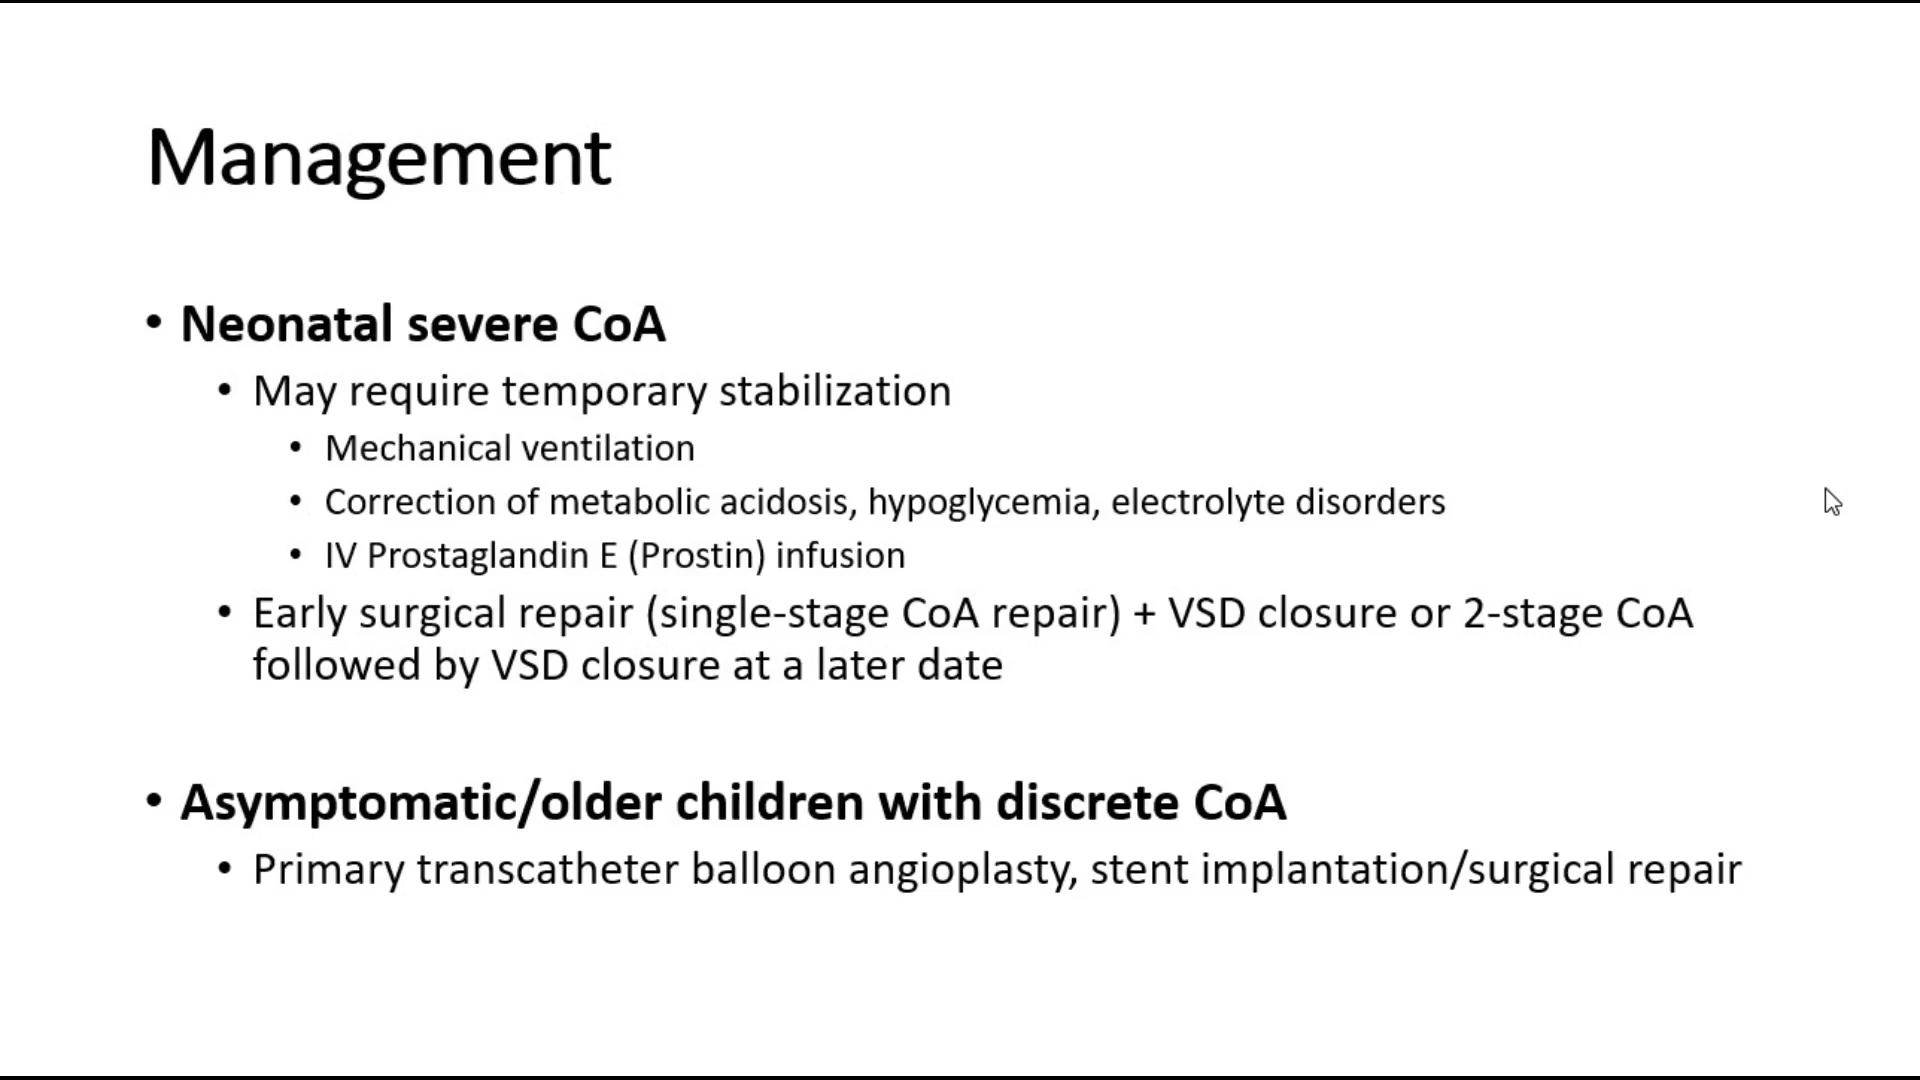 Management
• Neonatal severe CoA
• May require temporary stabilization
• Mechanical ventilation
• Correction of metabolic acidosis, hypoglycemia, electrolyte disorders
• IV Prostaglandin E (Prostin) infusion
• Early surgical repair (single-stage CoA repair) + VSD closure or 2-stage CoA
followed by VSD closure at a later date
• Asymptomatic/older children with discrete CoA
• Primary transcatheter balloon angioplasty, stent implantation/surgical repair